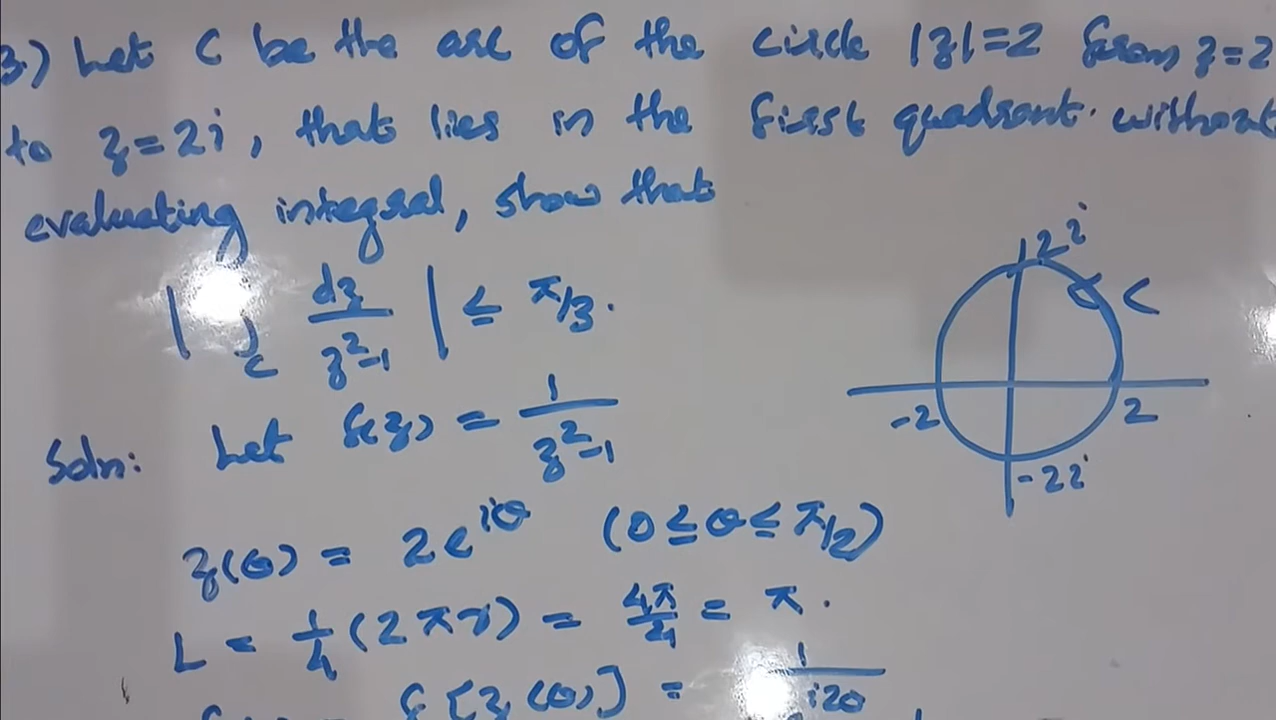 3.) Let C be the arc of the circle |z|=2 from z=2
to z=2i, that lies in the first quadrant. without
evaluating integral, show that
|∫_C dz/(z²-1)| ≤ π/3.
2i
C
-2
2
-2i
Soln: Let f(z) = 1/(z²-1)
z(θ) = 2e^{iθ} (0≤θ≤π/2)
L = 1/4 (2πr) = 4π/4 = π.
f[z(θ)] = 1
i2θ